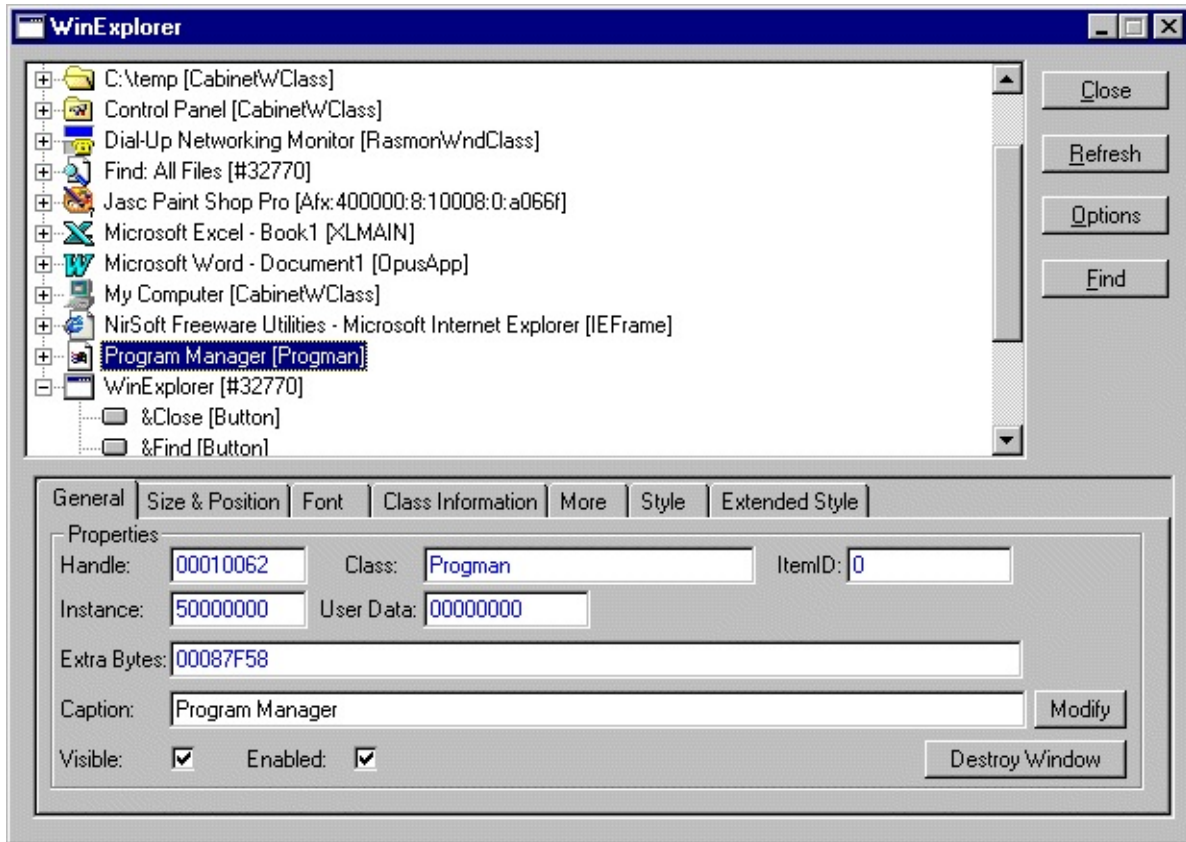 WinExplorer
C:\temp [CabinetWClass]
Control Panel [CabinetWClass]
Dial-Up Networking Monitor [RasmonWndClass]
Find: All Files [#32770]
Jasc Paint Shop Pro [Afx:400000:8:10008:0:a066f]
Microsoft Excel - Book1 [XLMAIN]
Microsoft Word - Document1 [OpusApp]
My Computer [CabinetWClass]
NirSoft Freeware Utilities - Microsoft Internet Explorer [IEFrame]
Program Manager [Progman]
WinExplorer [#32770]
&Close [Button]
&Find [Button]
Close
Refresh
Options
Find
General Size & Position Font Class Information More Style Extended Style
Properties
Handle: 00010062 Class: Progman ItemID: 0
Instance: 50000000 User Data: 00000000
Extra Bytes: 00087F58
Caption: Program Manager Modify
Visible: Enabled: Destroy Window